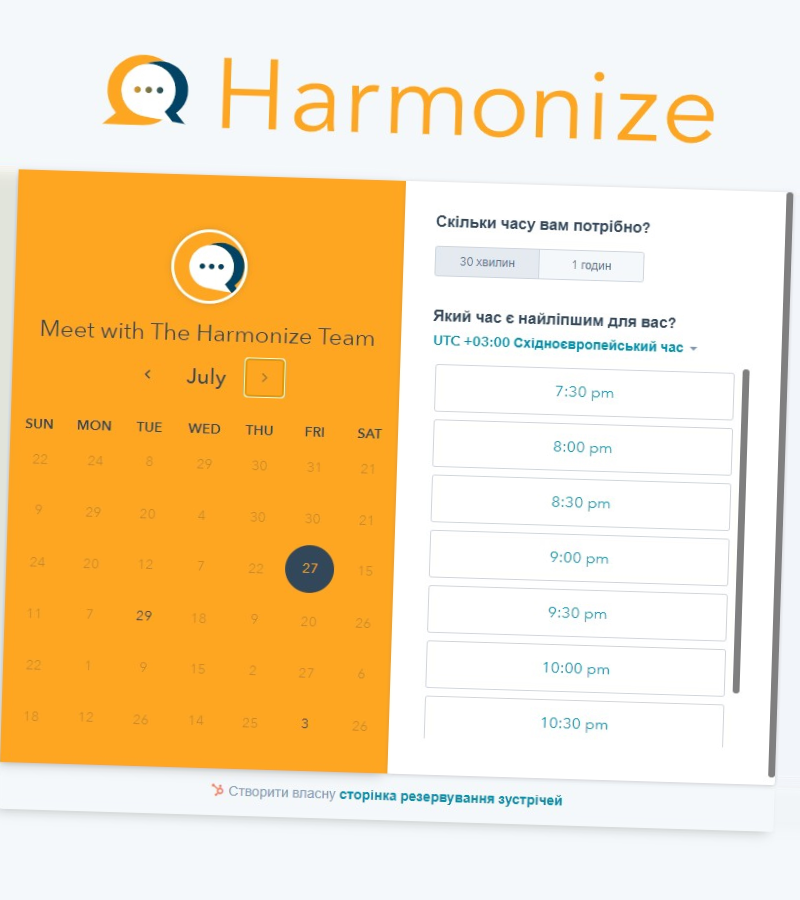 Harmonize
Meet with The Harmonize Team
July
SUN MON TUE WED THU FRI SAT
22 24 8 29 30 31 21
9 29 20 4 30 30 21
24 20 12 7 22 27 15
11 7 29 18 9 20 26
22 1 9 15 2 27 6
18 12 26 14 25 3 26
Скільки часу вам потрібно?
30 хвилин 1 годин
Який час є найліпшим для вас?
UTC +03:00 Східноєвропейський час
7:30 pm
8:00 pm
8:30 pm
9:00 pm
9:30 pm
10:00 pm
10:30 pm
Створити власну сторінка резервування зустрічей